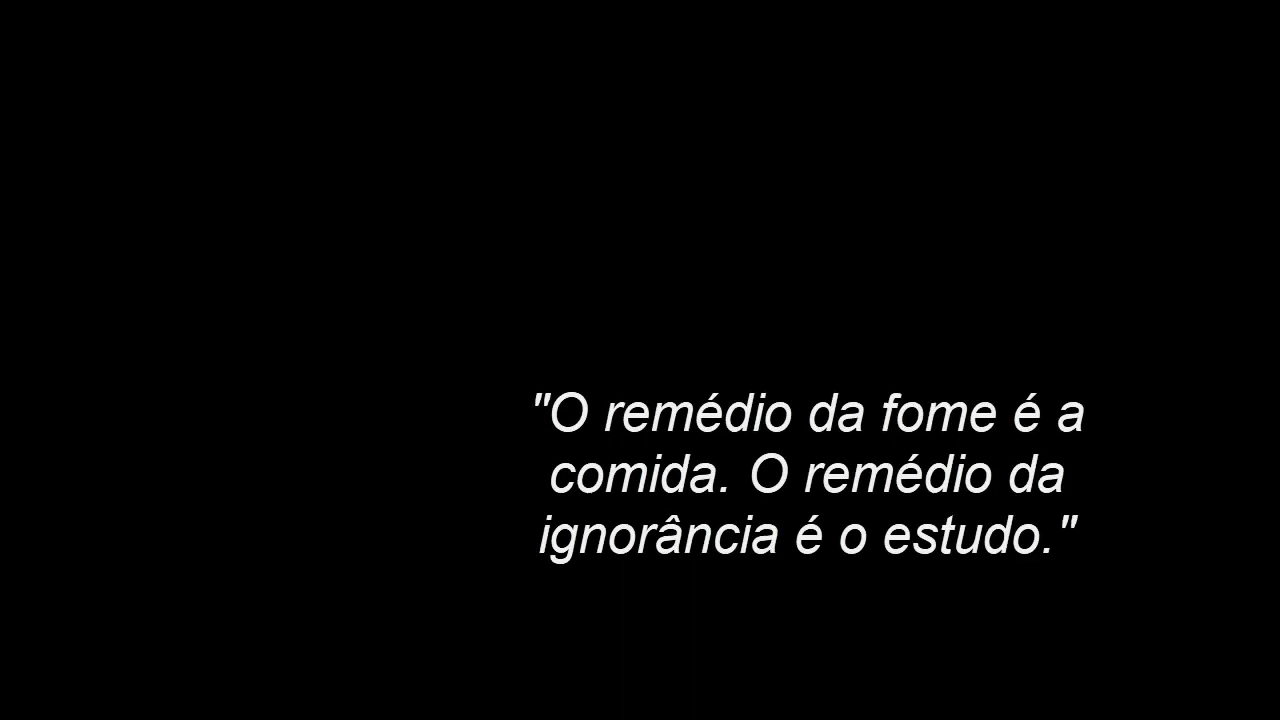 "O remédio da fome é a
comida. O remédio da
ignorância é o estudo."